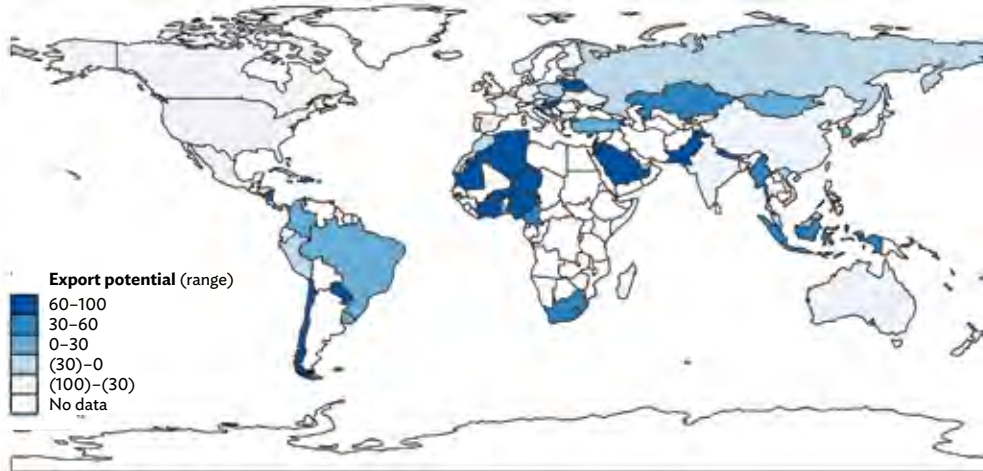 Export potential (range)
60–100
30–60
0–30
(30)–0
(100)–(30)
No data